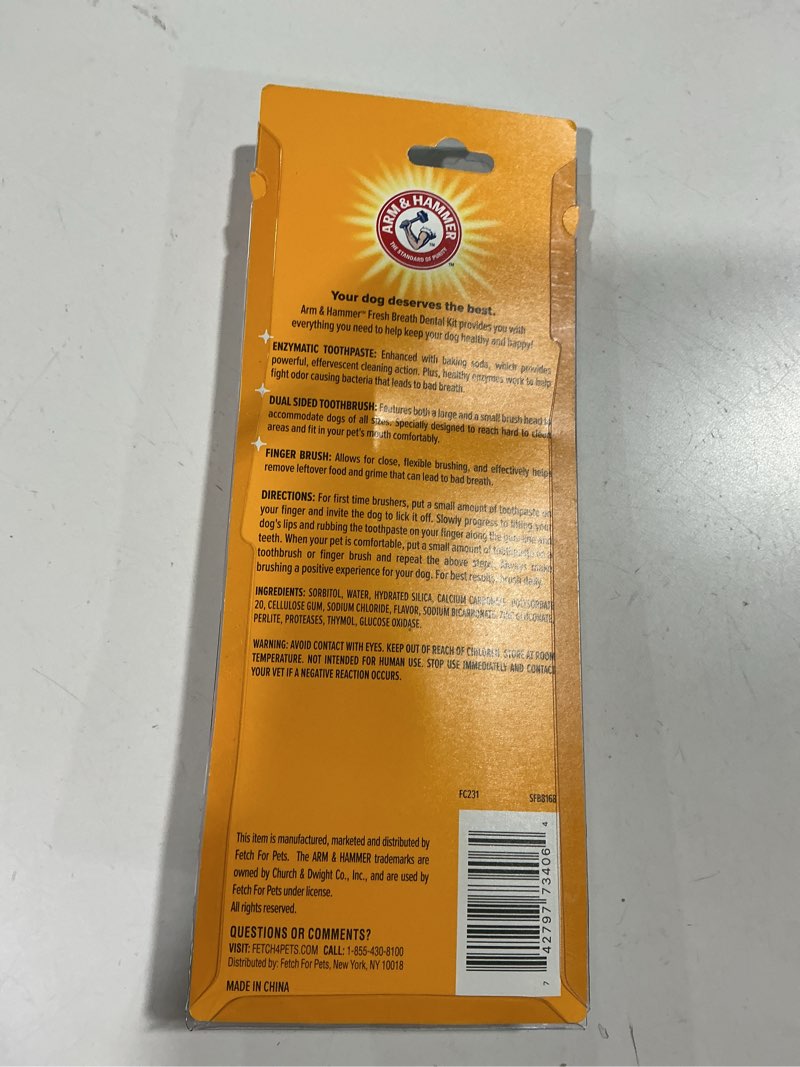 ARM & HAMMER
THE STANDARD OF PURITY
TM
TM
Your dog deserves the best.
Arm & Hammer™ Fresh Breath Dental Kit provides you with
everything you need to help keep your dog healthy and happy!
ENZYMATIC TOOTHPASTE: Enhanced with baking soda, which provides
powerful, effervescent cleaning action. Plus, healthy enzymes work to help
fight odor causing bacteria that leads to bad breath.
DUAL SIDED TOOTHBRUSH: Features both a large and a small brush head to
accommodate dogs of all sizes. Specially designed to reach hard to clean
areas and fit in your pet's mouth comfortably.
FINGER BRUSH: Allows for close, flexible brushing, and effectively helps
remove leftover food and grime that can lead to bad breath.
DIRECTIONS: For first time brushers, put a small amount of toothpaste on
your finger and invite the dog to lick it off. Slowly progress to lifting your
dog's lips and rubbing the toothpaste on your finger along the gum line and
teeth. When your pet is comfortable, put a small amount of toothpaste on a
toothbrush or finger brush and repeat the above steps. Always make
brushing a positive experience for your dog. For best results, brush daily.
INGREDIENTS: SORBITOL, WATER, HYDRATED SILICA, CALCIUM CARBONATE, POLYSORBATE
20, CELLULOSE GUM, SODIUM CHLORIDE, FLAVOR, SODIUM BICARBONATE, ZINC GLUCONATE,
PERLITE, PROTEASES, THYMOL, GLUCOSE OXIDASE.
WARNING: AVOID CONTACT WITH EYES. KEEP OUT OF REACH OF CHILDREN. STORE AT ROOM
TEMPERATURE. NOT INTENDED FOR HUMAN USE. STOP USE IMMEDIATELY AND CONTACT
YOUR VET IF A NEGATIVE REACTION OCCURS.
FC231 SFB8168
This item is manufactured, marketed and distributed by
Fetch For Pets. The ARM & HAMMER trademarks are
owned by Church & Dwight Co., Inc., and are used by
Fetch For Pets under license.
All rights reserved.
QUESTIONS OR COMMENTS?
VISIT: FETCH4PETS.COM CALL: 1-855-430-8100
Distributed by: Fetch For Pets, New York, NY 10018
MADE IN CHINA
7 42797 73406 4